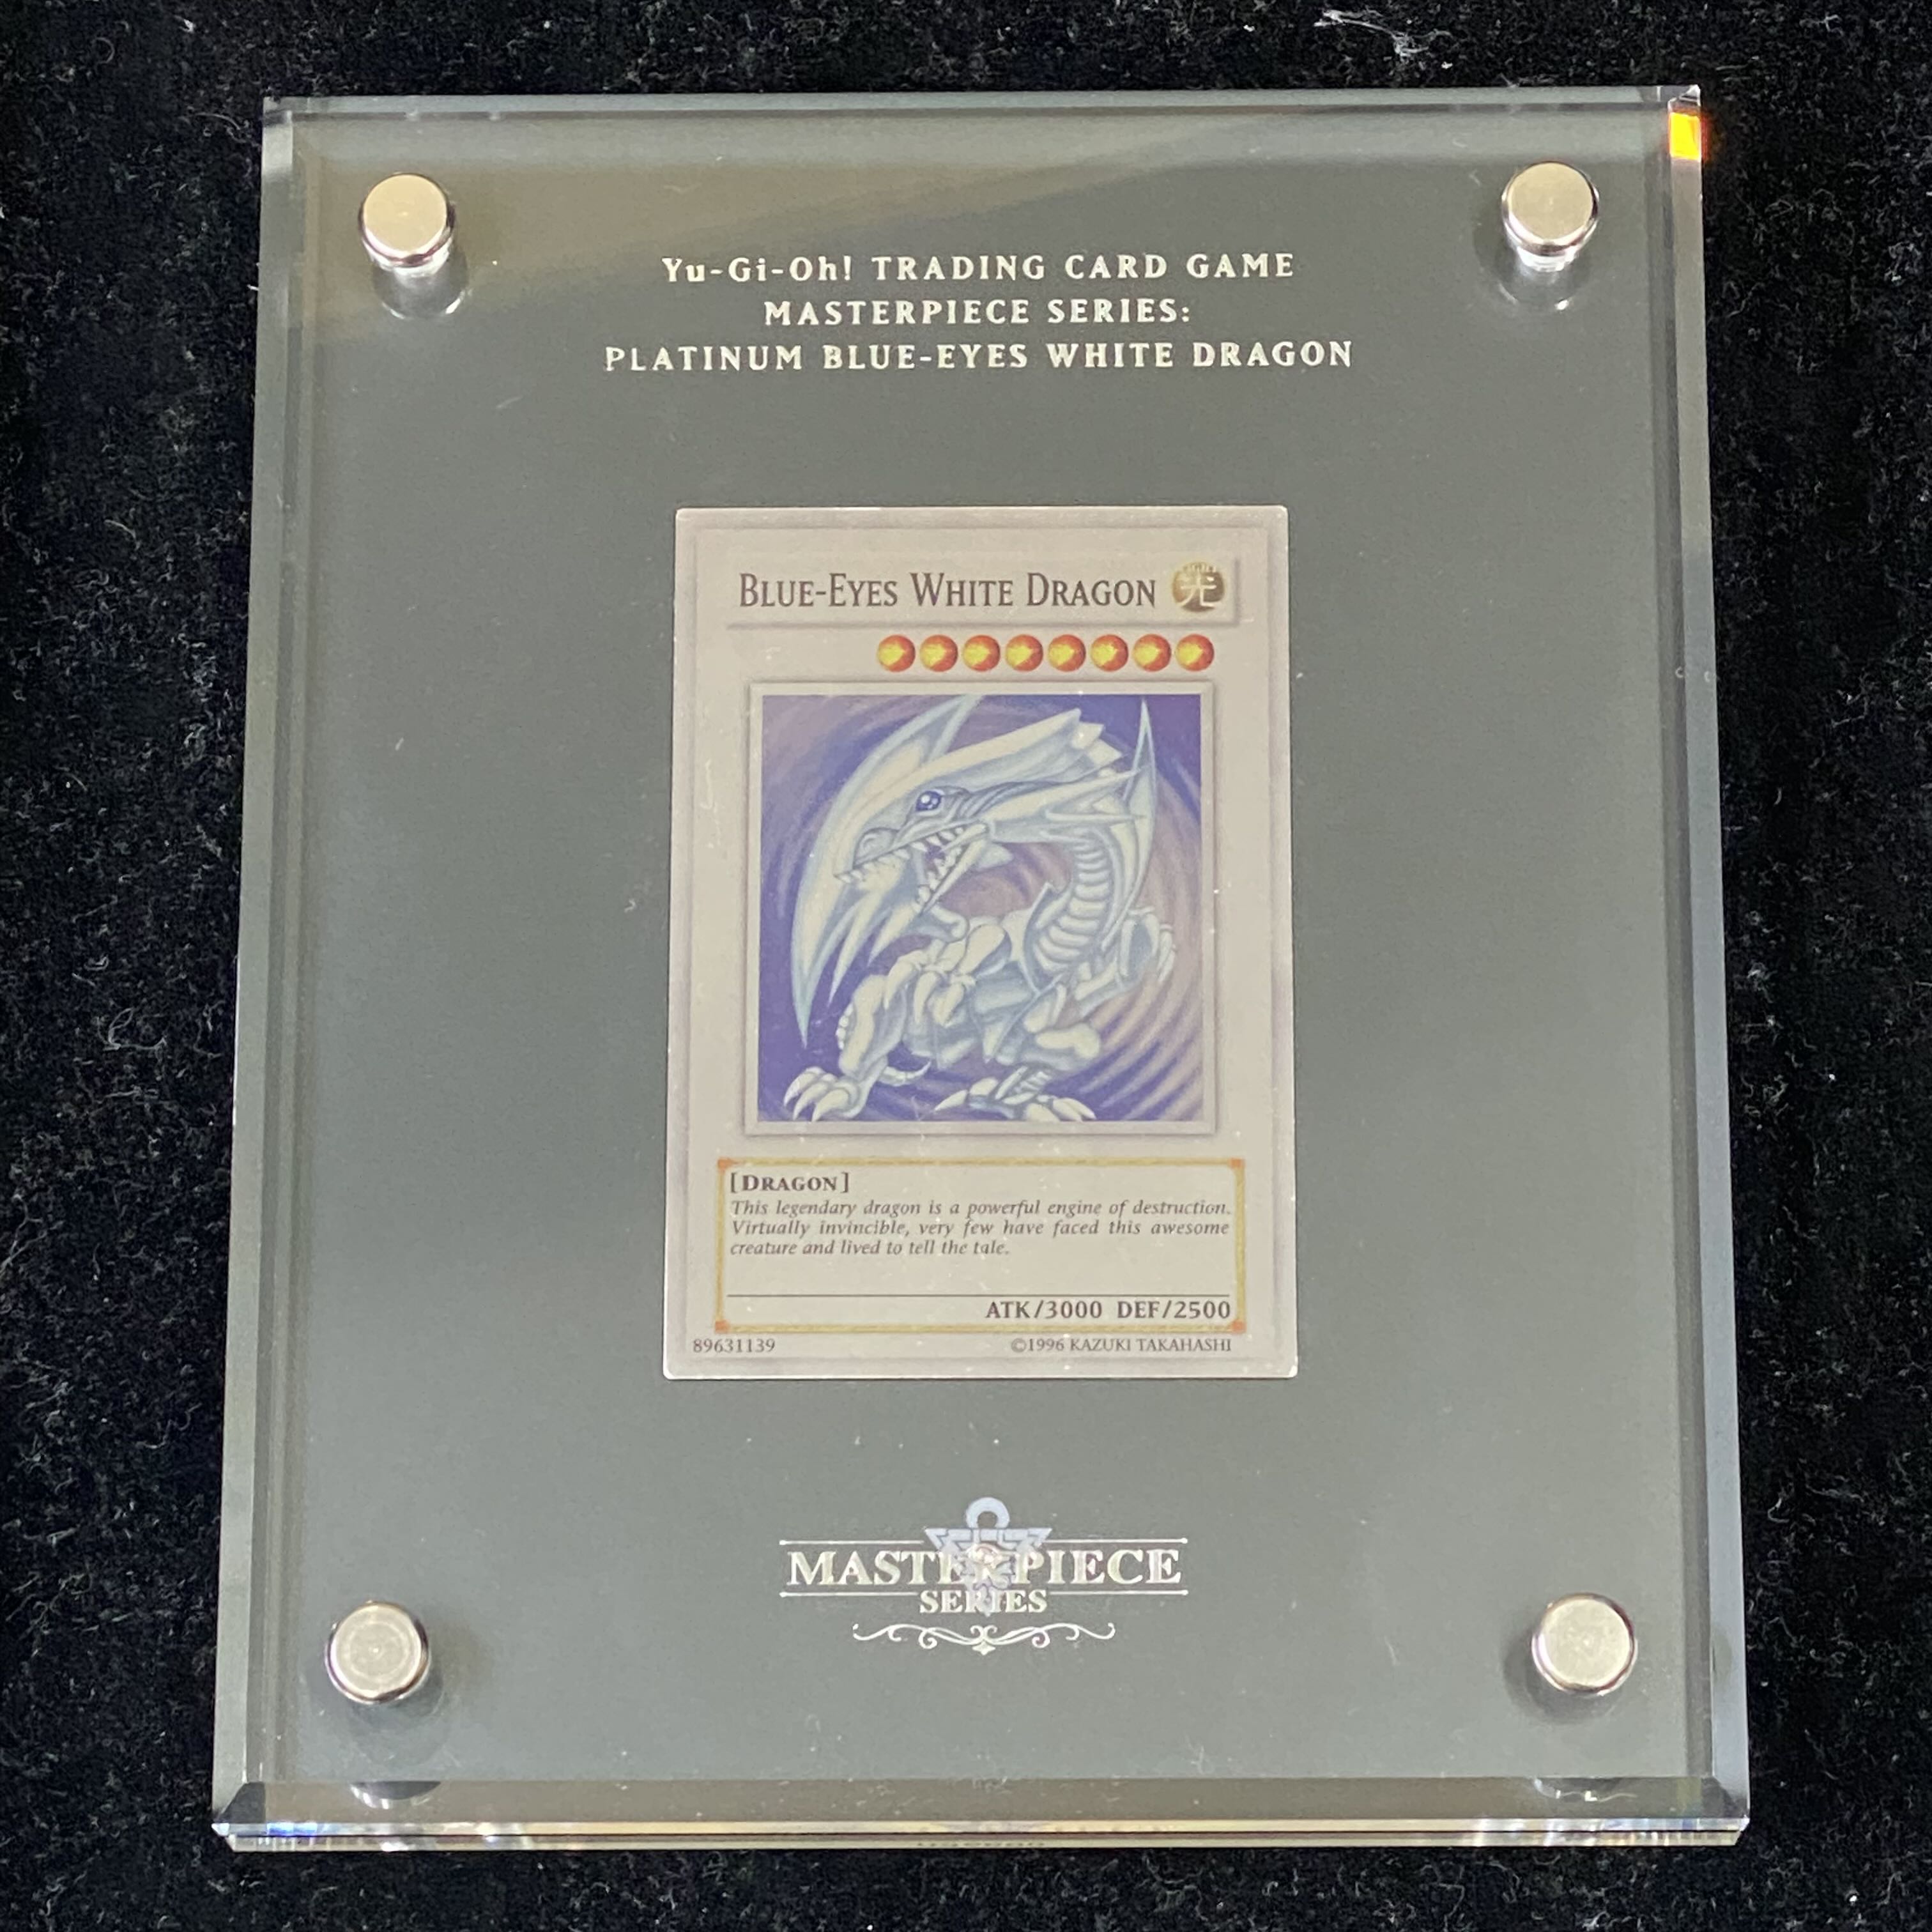 Yu-Gi-Oh! TRADING CARD GAME
MASTERPIECE SERIES:
PLATINUM BLUE-EYES WHITE DRAGON
BLUE-EYES WHITE DRAGON
LIGHT
光
[DRAGON]
This legendary dragon is a powerful engine of destruction.
Virtually invincible, very few have faced this awesome
creature and lived to tell the tale.
ATK/3000 DEF/2500
89631139
©1996 KAZUKI TAKAHASHI
MASTERPIECE
SERIES